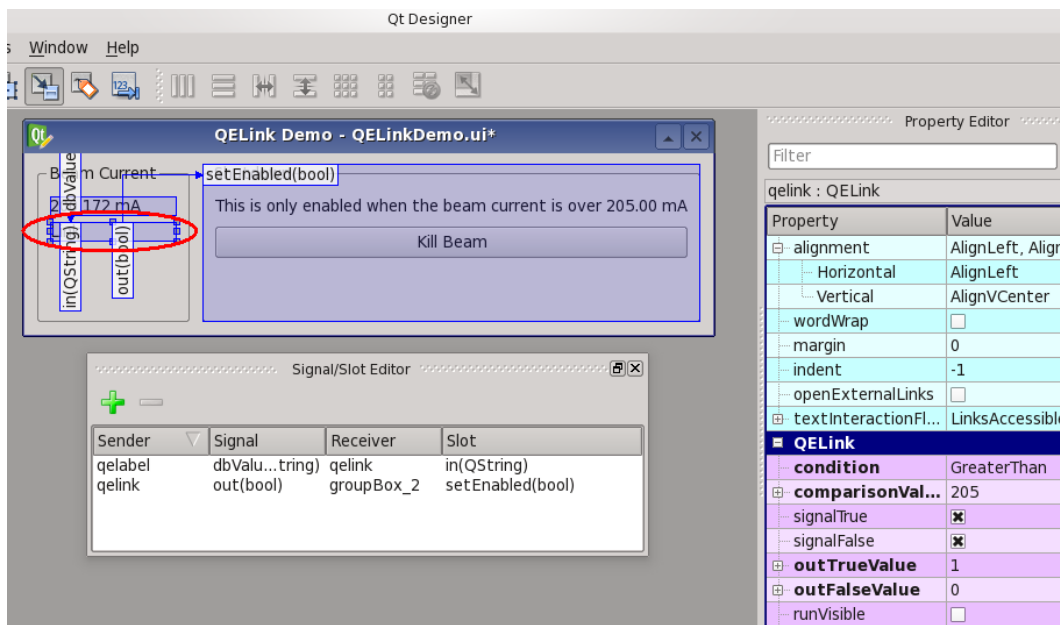 Qt Designer
s Window Help
123
Qt QELink Demo - QELinkDemo.ui*
m Current
dbValue
172 mA
in(QString)
out(bool)
setEnabled(bool)
This is only enabled when the beam current is over 205.00 mA
Kill Beam
Signal/Slot Editor
Sender Signal Receiver Slot
qelabel dbValu...tring) qelink in(QString)
qelink out(bool) groupBox_2 setEnabled(bool)
Property Editor
Filter
qelink : QELink
Property Value
alignment AlignLeft, Align
Horizontal AlignLeft
Vertical AlignVCenter
wordWrap
margin 0
indent -1
openExternalLinks
textInteractionFl... LinksAccessible
QELink
condition GreaterThan
comparisonVal... 205
signalTrue
signalFalse
outTrueValue 1
outFalseValue 0
runVisible